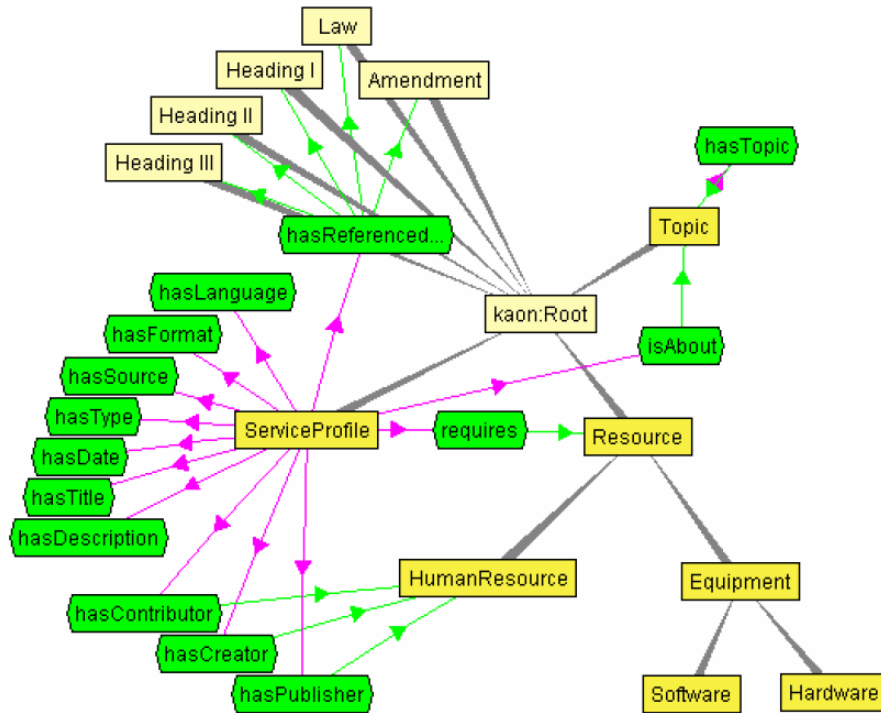 Law
Heading I
Amendment
Heading II
Heading III
hasTopic
Topic
hasReferenced...
hasLanguage
kaon:Root
hasFormat
isAbout
hasSource
hasType
ServiceProfile
requires
Resource
hasDate
hasTitle
hasDescription
HumanResource
Equipment
hasContributor
hasCreator
hasPublisher
Software
Hardware